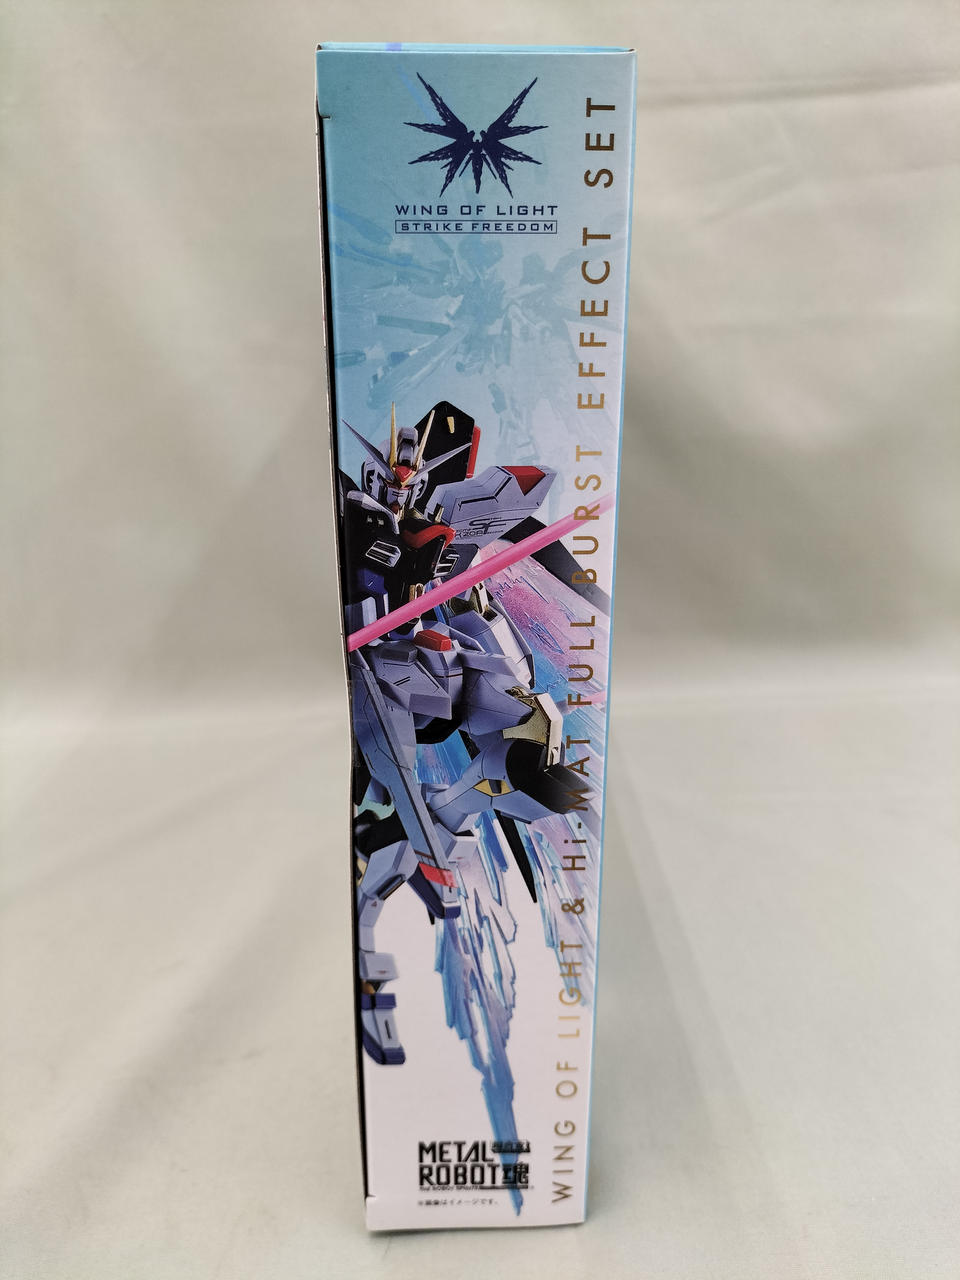 WING OF LIGHT
STRIKE FREEDOM
WING OF LIGHT & Hi-MAT FULL BURST EFFECT SET
SF
METAL
ROBOT魂
※画像はイメージです。